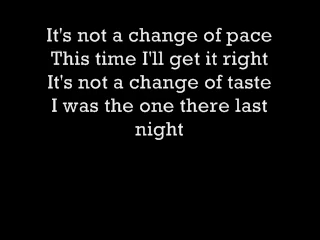 It's not a change of pace
This time I'll get it right
It's not a change of taste
I was the one there last
night